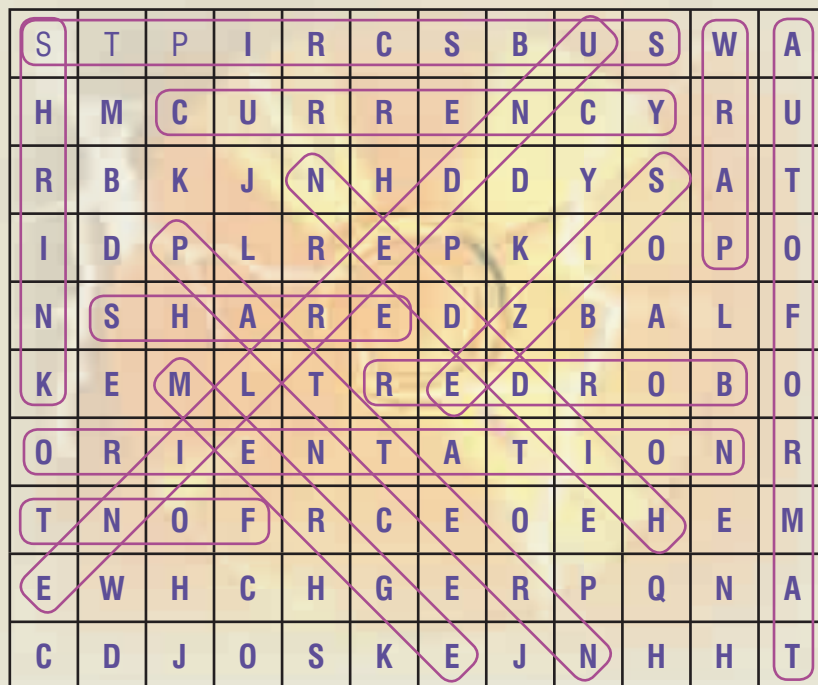 S T P I R C S B U S W A
H M C U R R E N C Y R U
R B K J N H D D Y S A T
I D P L R E P K I O P O
N S H A R E D Z B A L F
K E M L T R E D R O B O
O R I E N T A T I O N R
T N O F R C E O E H E M
E W H C H G E R P Q N A
C D J O S K E J N H H T